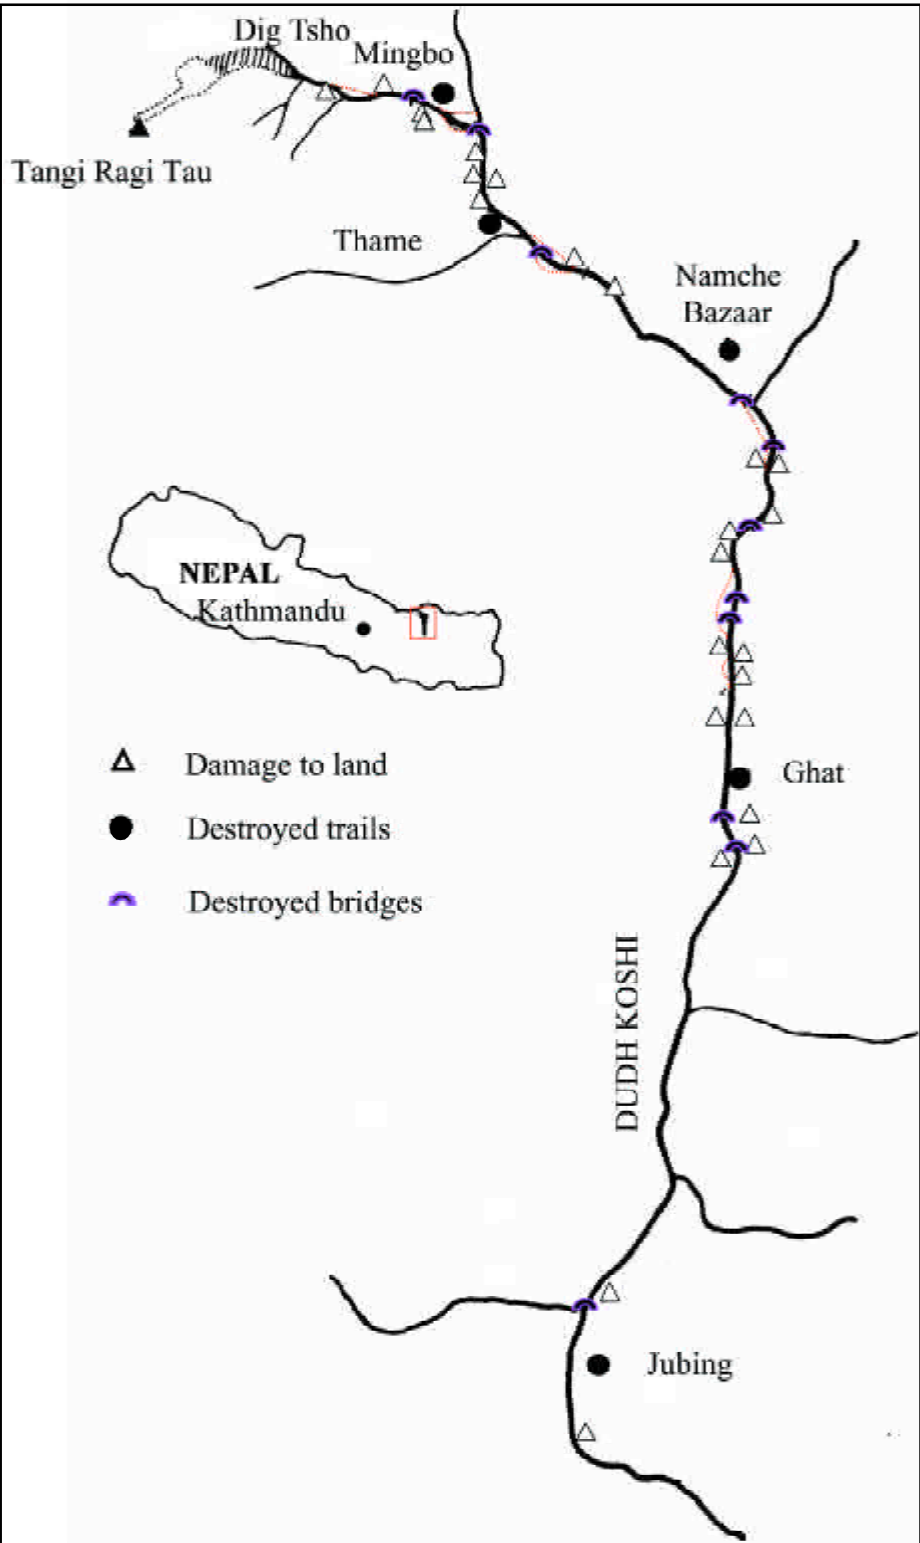 Dig Tsho
Mingbo
Tangi Ragi Tau
Thame
Namche
Bazaar
NEPAL
Kathmandu
Damage to land
Destroyed trails
Destroyed bridges
Ghat
DUDH KOSHI
Jubing